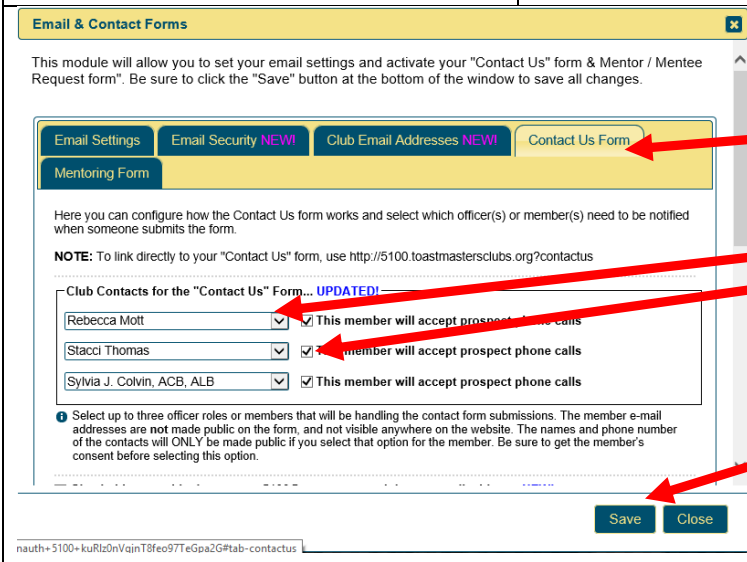 Email & Contact Forms
This module will allow you to set your email settings and activate your "Contact Us" form & Mentor / Mentee
Request form". Be sure to click the "Save" button at the bottom of the window to save all changes.
Email Settings Email Security NEW! Club Email Addresses NEW! Contact Us Form
Mentoring Form
Here you can configure how the Contact Us form works and select which officer(s) or member(s) need to be notified
when someone submits the form.
NOTE: To link directly to your "Contact Us" form, use http://5100.toastmastersclubs.org?contactus
Club Contacts for the "Contact Us" Form... UPDATED!
Rebecca Mott This member will accept prospect phone calls
Stacci Thomas This member will accept prospect phone calls
Sylvia J. Colvin, ACB, ALB This member will accept prospect phone calls
Select up to three officer roles or members that will be handling the contact form submissions. The member e-mail
addresses are not made public on the form, and not visible anywhere on the website. The names and phone number
of the contacts will ONLY be made public if you select that option for the member. Be sure to get the member's
consent before selecting this option.
Save Close
nauth+5100+kuRlz0nVqjnT8feo97TeGpa2G#tab-contactus